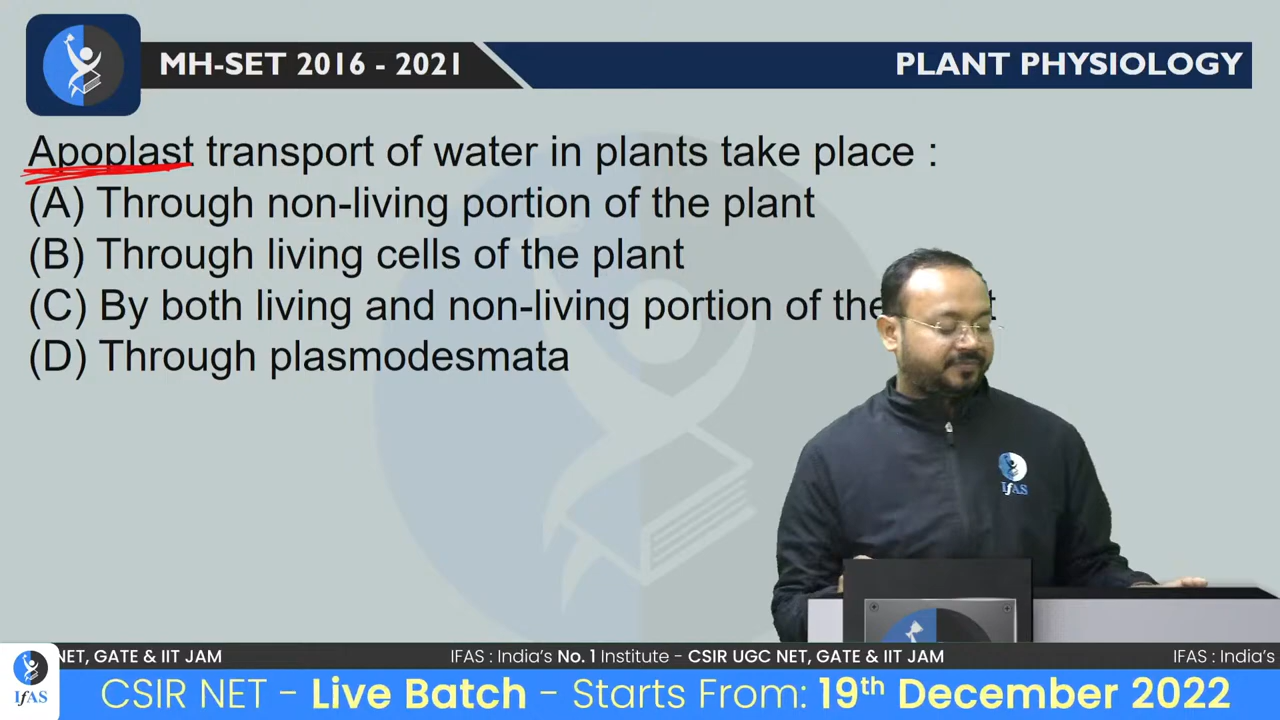 MH-SET 2016 - 2021
PLANT PHYSIOLOGY
Apoplast transport of water in plants take place :
(A) Through non-living portion of the plant
(B) Through living cells of the plant
(C) By both living and non-living portion of the
(D) Through plasmodesmata
IFAS
NET, GATE & IIT JAM
IFAS : India's No. 1 Institute - CSIR UGC NET, GATE & IIT JAM
IFAS : India's
IFAS
CSIR NET - Live Batch - Starts From: 19th December 2022